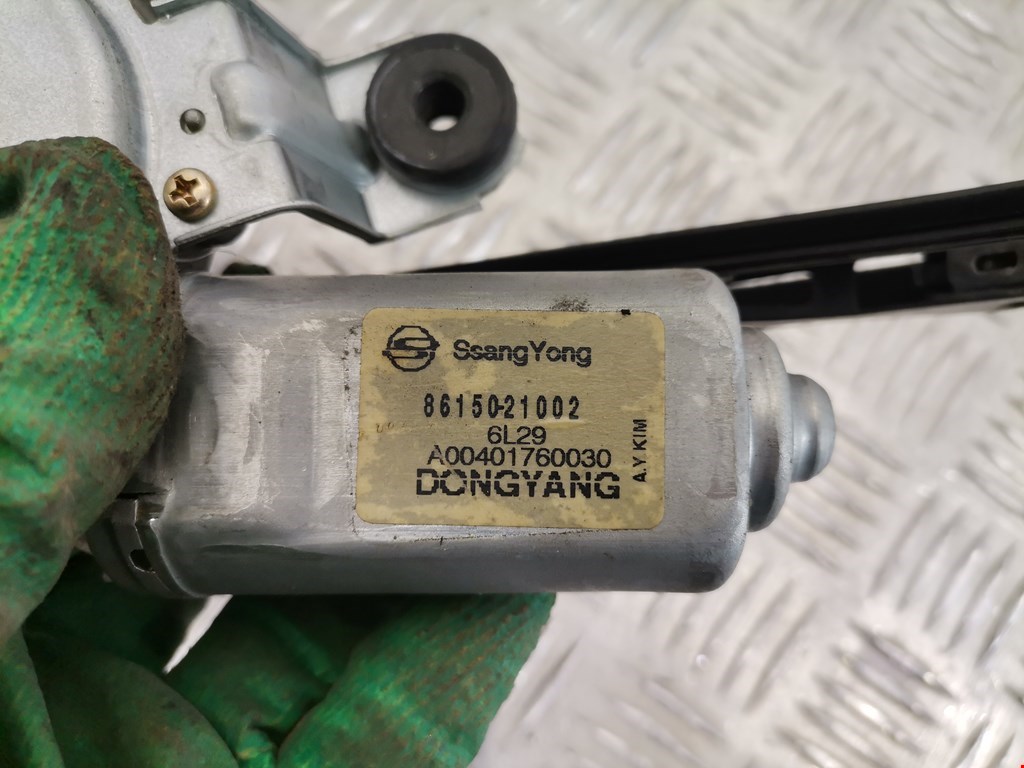 SsangYong
86150-21002
6L29
A00401760030
DONGYANG
A.Y KIM